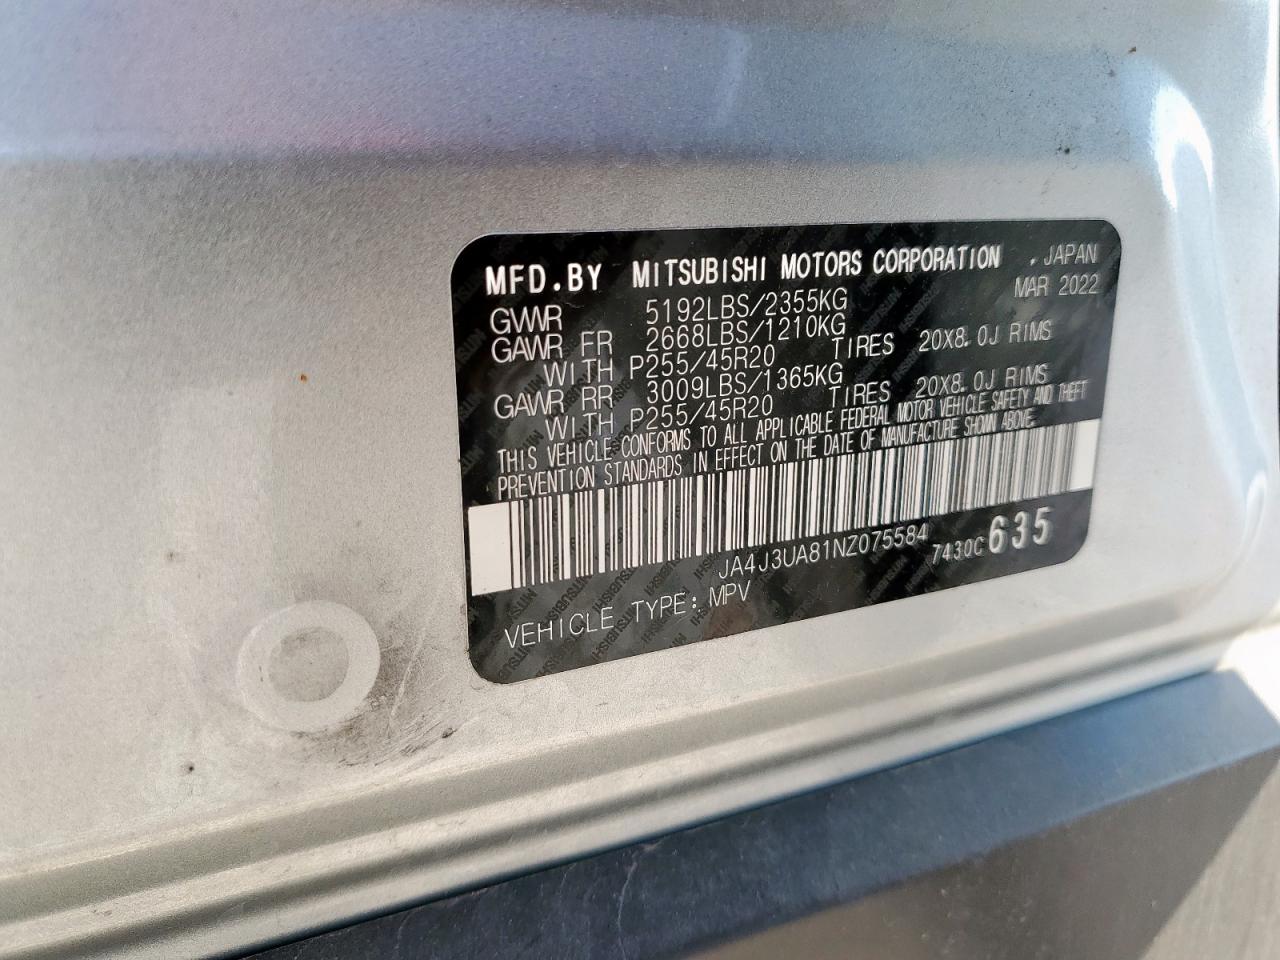 MFD.BY MITSUBISHI MOTORS CORPORATION , JAPAN
MAR 2022
GVWR 5192LBS/2355KG
GAWR FR 2668LBS/1210KG
WITH P255/45R20 TIRES 20X8.0J RIMS
GAWR RR 3009LBS/1365KG
WITH P255/45R20 TIRES 20X8.0J RIMS
THIS VEHICLE CONFORMS TO ALL APPLICABLE FEDERAL MOTOR VEHICLE SAFETY AND THEFT
PREVENTION STANDARDS IN EFFECT ON THE DATE OF MANUFACTURE SHOWN ABOVE.
JA4J3UA81NZ075584 7430C635
VEHICLE TYPE: MPV